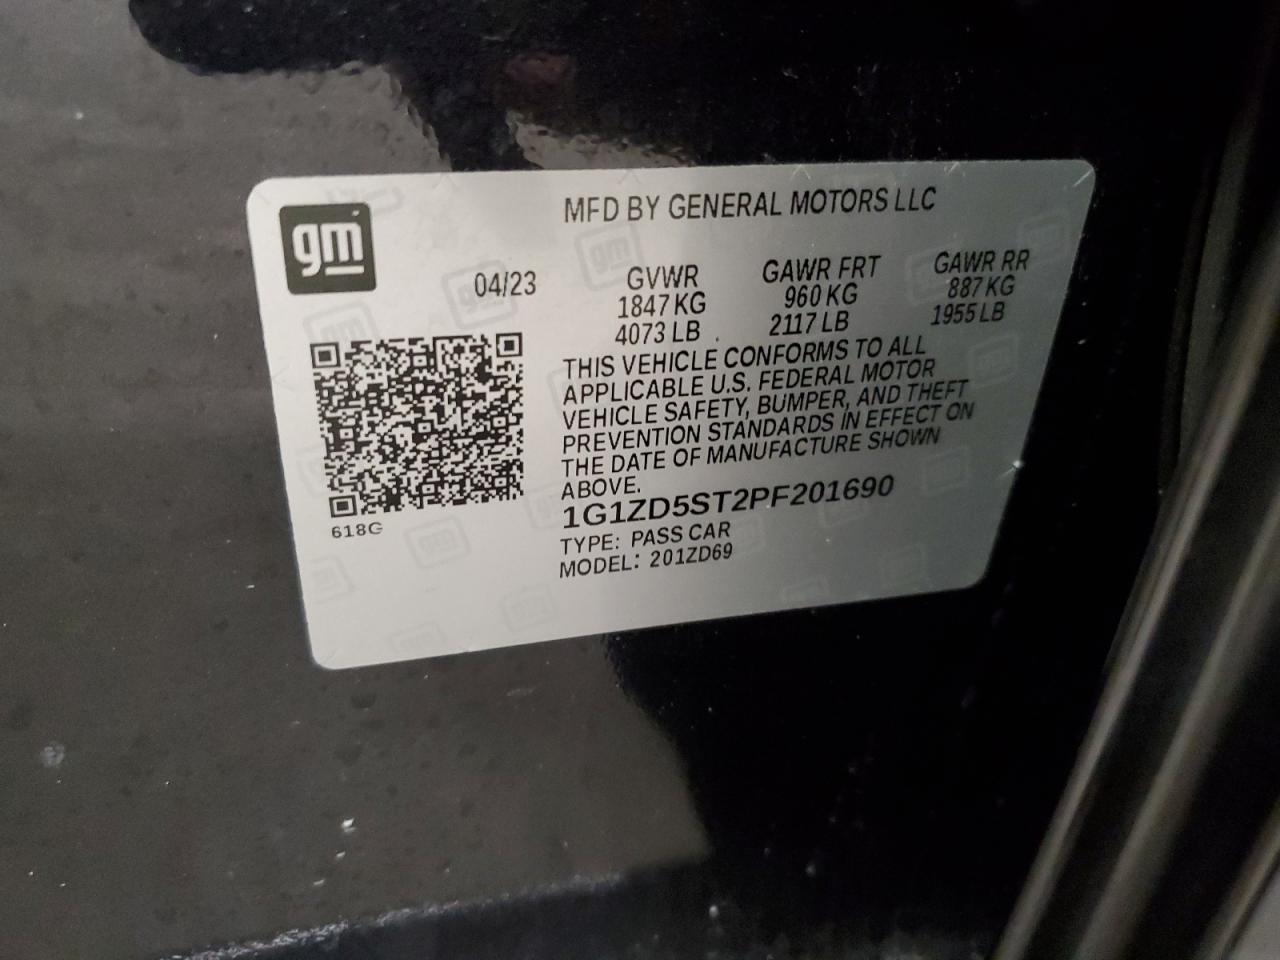 gm
MFD BY GENERAL MOTORS LLC
04/23 GVWR GAWR FRT GAWR RR
1847 KG 960 KG 887 KG
4073 LB 2117 LB 1955 LB
THIS VEHICLE CONFORMS TO ALL
APPLICABLE U.S. FEDERAL MOTOR
VEHICLE SAFETY, BUMPER, AND THEFT
PREVENTION STANDARDS IN EFFECT ON
THE DATE OF MANUFACTURE SHOWN
ABOVE.
618G
1G1ZD5ST2PF201690
TYPE: PASS CAR
MODEL: 201ZD69